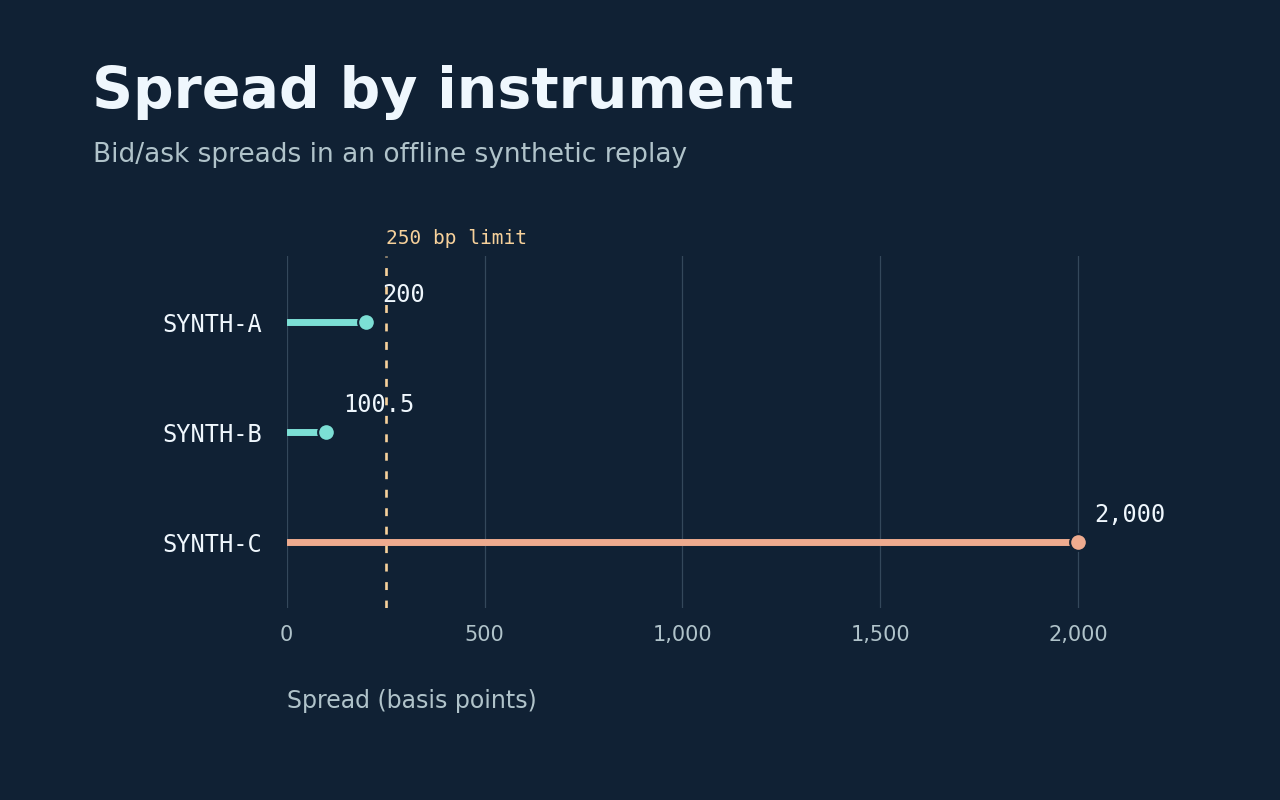 Spread by instrument
Bid/ask spreads in an offline synthetic replay
250 bp limit
200
SYNTH-A
100.5
SYNTH-B
2,000
SYNTH-C
0 500 1,000 1,500 2,000
Spread (basis points)